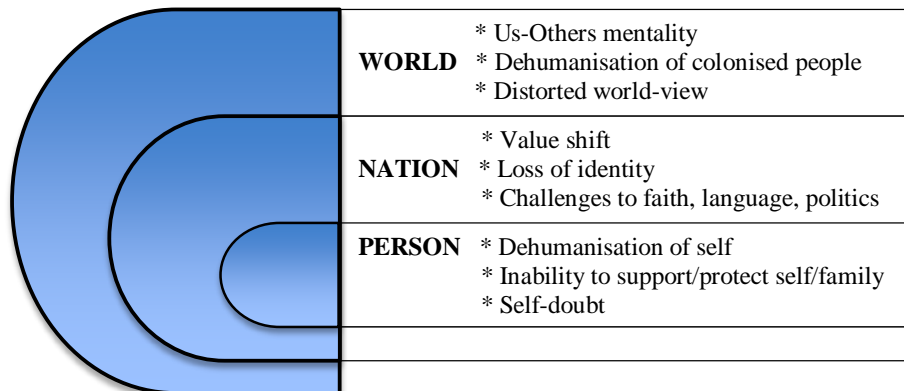 * Us-Others mentality
WORLD * Dehumanisation of colonised people
* Distorted world-view
* Value shift
NATION * Loss of identity
* Challenges to faith, language, politics
PERSON * Dehumanisation of self
* Inability to support/protect self/family
* Self-doubt